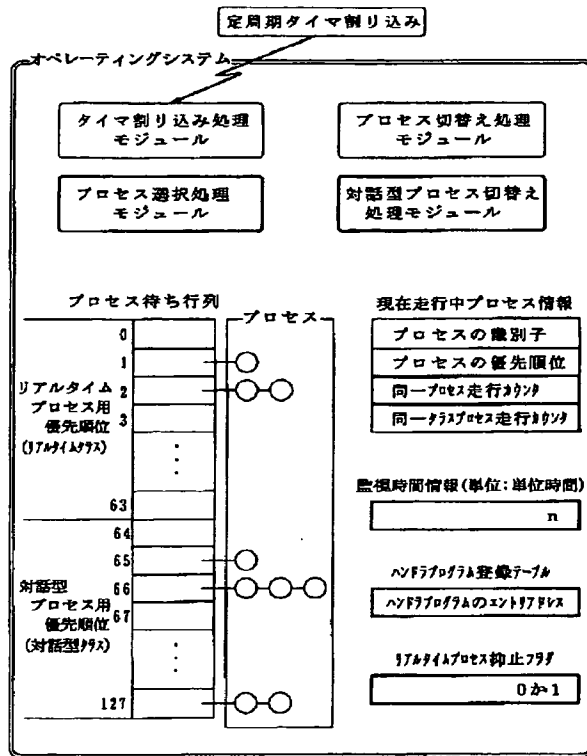 定周期タイマ割り込み
オペレーティングシステム
タイマ割り込み処理
モジュール
プロセス切替え処理
モジュール
プロセス選択処理
モジュール
対話型プロセス切替え
処理モジュール
プロセス待ち行列
プロセス
0
1
2
3
63
64
65
66
67
127
リアルタイム
プロセス用
優先順位
(リアルタイムクラス)
対話型
プロセス用
優先順位
(対話型クラス)
現在走行中プロセス情報
プロセスの識別子
プロセスの優先順位
同一プロセス走行カウンタ
同一クラスプロセス走行カウンタ
監視時間情報(単位:単位時間)
n
ハンドラプログラム登録テーブル
ハンドラプログラムのエントリアドレス
リアルタイムプロセス抑止フラグ
0か1